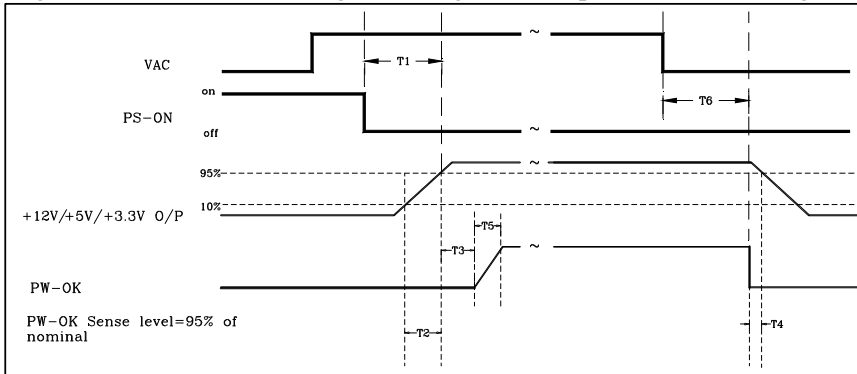 VAC
T1
T6
on
PS-ON
off
95%
10%
+12V/+5V/+3.3V O/P
~
~
~
~
T5
T3
PW-OK
PW-OK Sense level=95% of
nominal
T2
T4